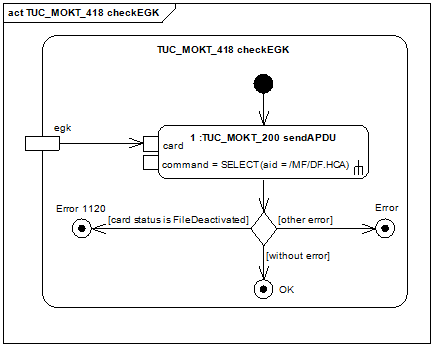 act TUC_MOKT_418 checkEGK
TUC_MOKT_418 checkEGK
egk
1 :TUC_MOKT_200 sendAPDU
card
command = SELECT(aid = /MF/DF.HCA)
Error 1120
[card status is FileDeactivated]
[other error]
Error
[without error]
OK